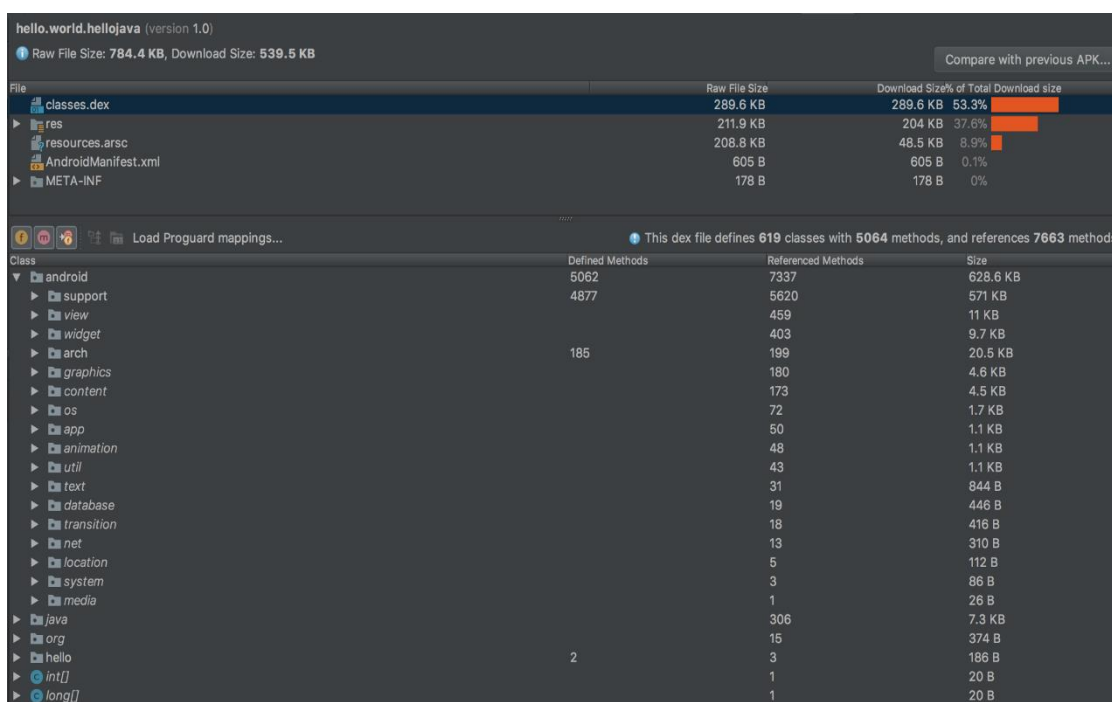 hello.world.hellojava (version 1.0)
Raw File Size: 784.4 KB, Download Size: 539.5 KB
Compare with previous APK...
File Raw File Size Download Size% of Total Download size
classes.dex 289.6 KB 289.6 KB 53.3%
res 211.9 KB 204 KB 37.6%
resources.arsc 208.8 KB 48.5 KB 8.9%
AndroidManifest.xml 605 B 605 B 0.1%
META-INF 178 B 178 B 0%
Load Proguard mappings... This dex file defines 619 classes with 5064 methods, and references 7663 method
Class Defined Methods Referenced Methods Size
android 5062 7337 628.6 KB
support 4877 5620 571 KB
view 459 11 KB
widget 403 9.7 KB
arch 185 199 20.5 KB
graphics 180 4.6 KB
content 173 4.5 KB
os 72 1.7 KB
app 50 1.1 KB
animation 48 1.1 KB
util 43 1.1 KB
text 31 844 B
database 19 446 B
transition 18 416 B
net 13 310 B
location 5 112 B
system 3 86 B
media 1 26 B
java 306 7.3 KB
org 15 374 B
hello 2 3 186 B
int[] 1 20 B
long[] 1 20 B